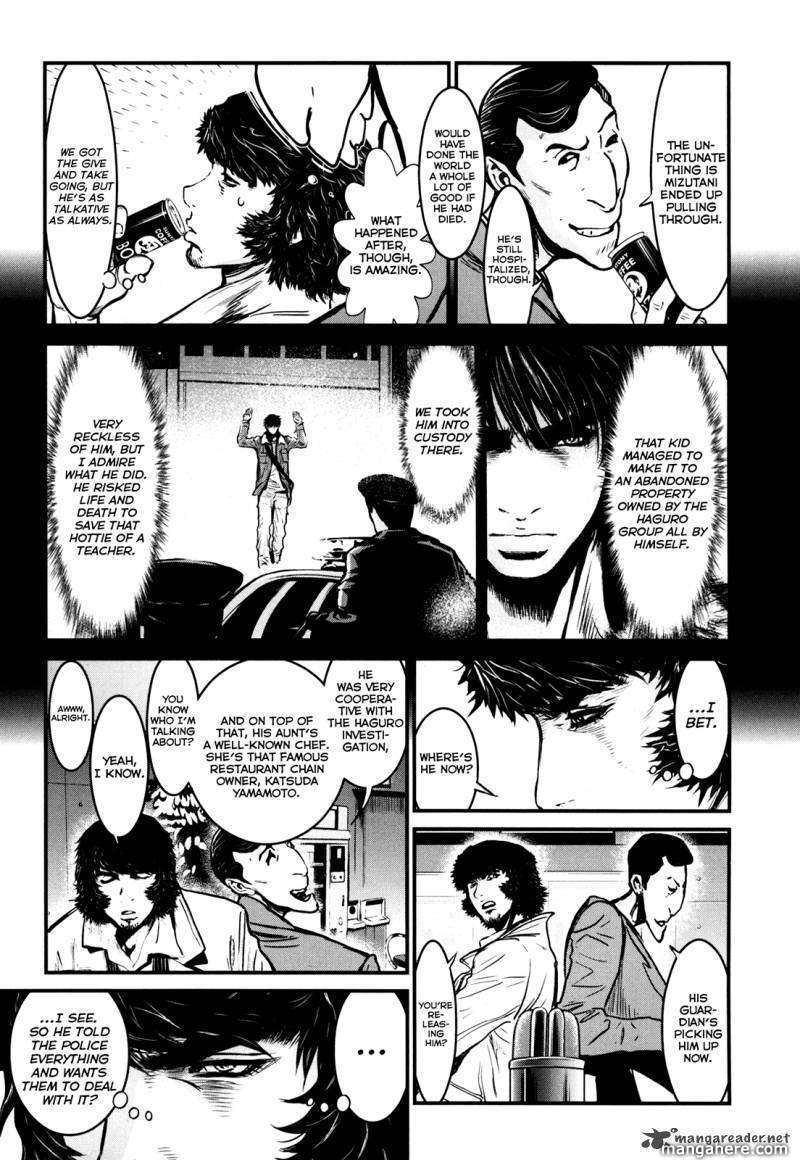 THE UN-
FORTUNATE
THING IS
MIZUTANI
ENDED UP
PULLING
THROUGH.
WOULD
HAVE
DONE THE
WORLD
A WHOLE
LOT OF
GOOD IF
HE HAD
DIED.
HE'S
STILL
HOSPI-
TALIZED,
THOUGH.
WHAT
HAPPENED
AFTER,
THOUGH,
IS AMAZING.
WE GOT
THE GIVE
AND TAKE
GOING, BUT
HE'S AS
TALKATIVE
AS ALWAYS.
THAT KID
MANAGED TO
MAKE IT TO
AN ABANDONED
PROPERTY
OWNED BY THE
HAGURO
GROUP ALL BY
HIMSELF.
WE TOOK
HIM INTO
CUSTODY
THERE.
VERY
RECKLESS
OF HIM, BUT
I ADMIRE
WHAT HE DID.
HE RISKED
LIFE AND
DEATH TO
SAVE THAT
HOTTIE OF
A TEACHER.
...I
BET.
WHERE'S
HE NOW?
HIS
GUAR-
DIAN'S
PICKING
HIM UP
NOW.
YOU'RE
RE-
LEAS-
ING
HIM?
HE
WAS VERY
COOPERA-
TIVE WITH
THE HAGURO
INVESTI-
GATION,
AND ON TOP OF
THAT, HIS AUNT'S
A WELL-KNOWN CHEF.
SHE'S THAT FAMOUS
RESTAURANT CHAIN
OWNER, KATSUDA
YAMAMOTO.
YOU
KNOW
WHO I'M
TALKING
ABOUT?
YEAH,
I KNOW.
AWWW,
ALRIGHT.
...
...I SEE.
SO HE TOLD
THE POLICE
EVERYTHING
AND WANTS
THEM TO DEAL
WITH IT?
mangareader.net
mangahere.com